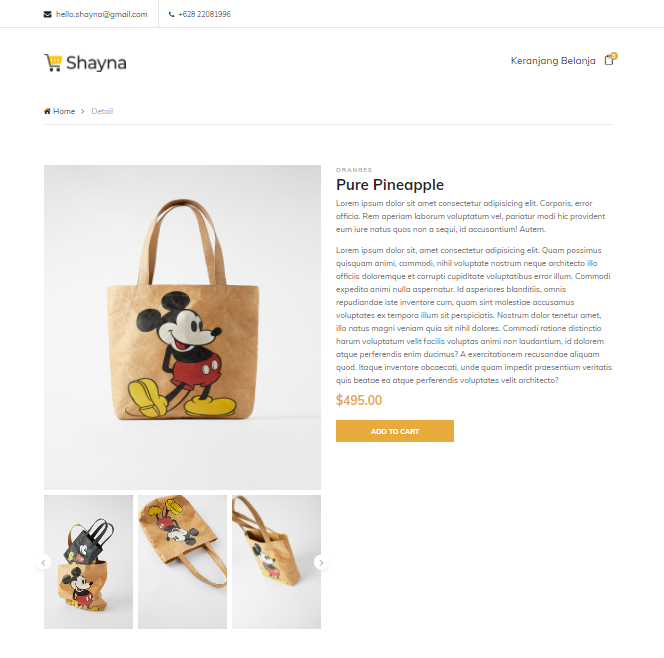 hello.shayna@gmail.com
+628 22081996
Shayna
Keranjang Belanja
3
Home > Detail
ORANGES
Pure Pineapple
Lorem ipsum dolor sit amet consectetur adipisicing elit. Corporis, error
officia. Rem aperiam laborum voluptatum vel, pariatur modi hic provident
eum iure natus quos non a sequi, id accusantium! Autem.
Lorem ipsum dolor sit, amet consectetur adipisicing elit. Quam possimus
quisquam animi, commodi, nihil voluptate nostrum neque architecto illo
officiis doloremque et corrupti cupiditate voluptatibus error illum. Commodi
expedita animi nulla aspernatur. Id asperiores blanditiis, omnis
repudiandae iste inventore cum, quam sint molestiae accusamus
voluptates ex tempora illum sit perspiciatis. Nostrum dolor tenetur amet,
illo natus magni veniam quia sit nihil dolores. Commodi ratione distinctio
harum voluptatum velit facilis voluptas animi non laudantium, id dolorem
atque perferendis enim ducimus? A exercitationem recusandae aliquam
quod. Itaque inventore obcaecati, unde quam impedit praesentium veritatis
quis beatae ea atque perferendis voluptates velit architecto?
$495.00
ADD TO CART